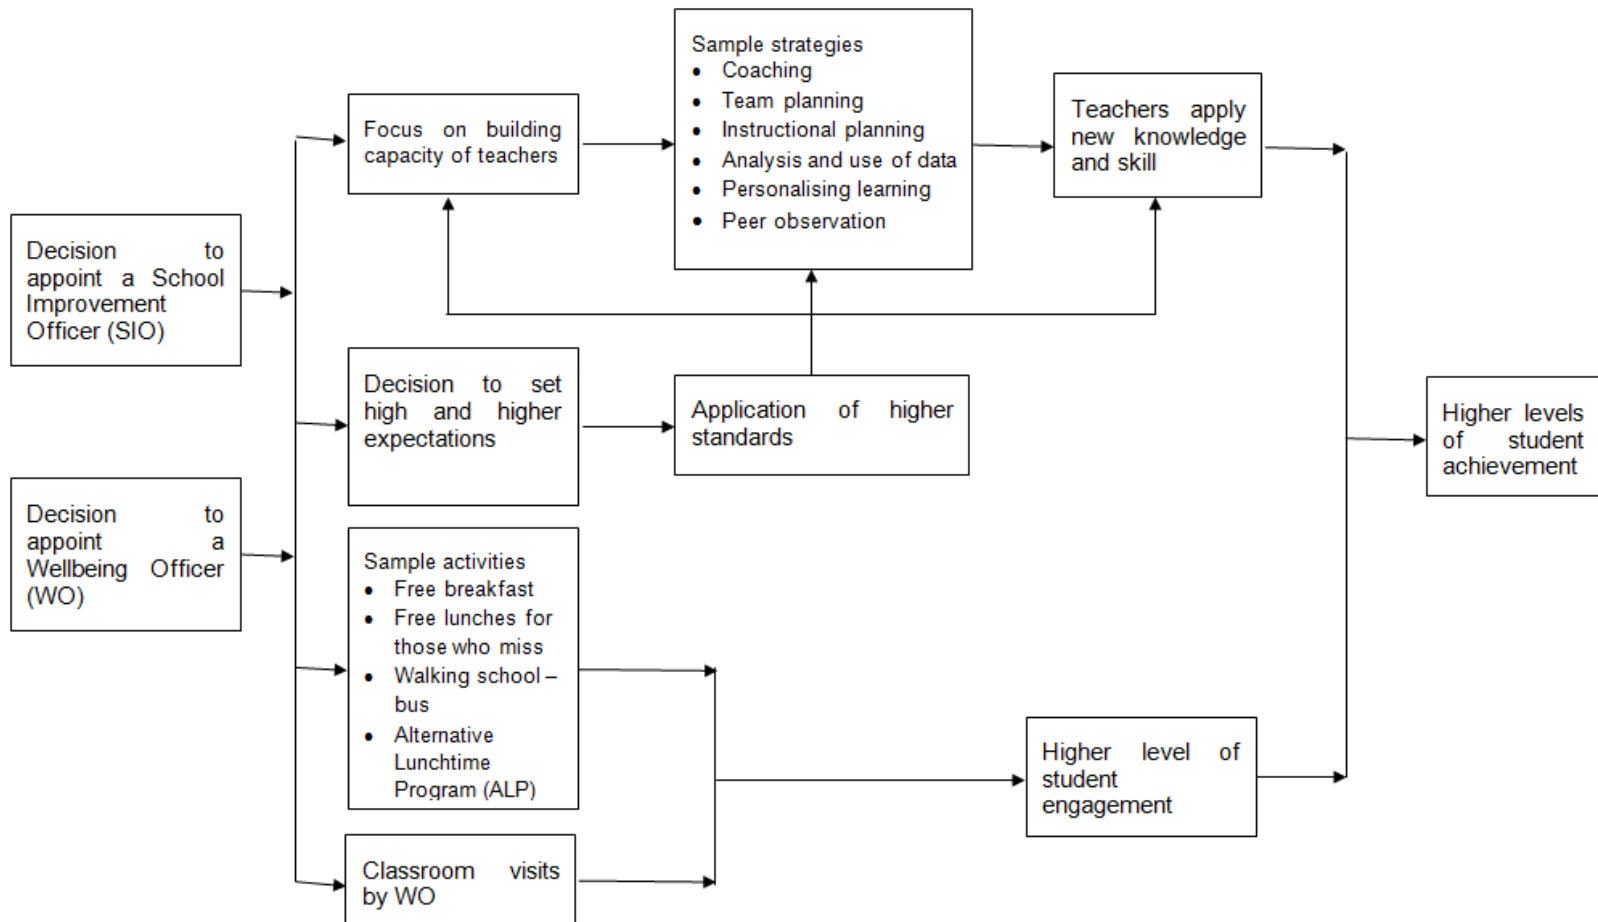 Decision to
appoint a School
Improvement
Officer (SIO)
Decision to
appoint a
Wellbeing Officer
(WO)
Focus on building
capacity of teachers
Decision to set
high and higher
expectations
Sample activities
• Free breakfast
• Free lunches for
those who miss
• Walking school –
bus
• Alternative
Lunchtime
Program (ALP)
Classroom visits
by WO
Sample strategies
• Coaching
• Team planning
• Instructional planning
• Analysis and use of data
• Personalising learning
• Peer observation
Application of higher
standards
Teachers apply
new knowledge
and skill
Higher level of
student
engagement
Higher levels
of student
achievement